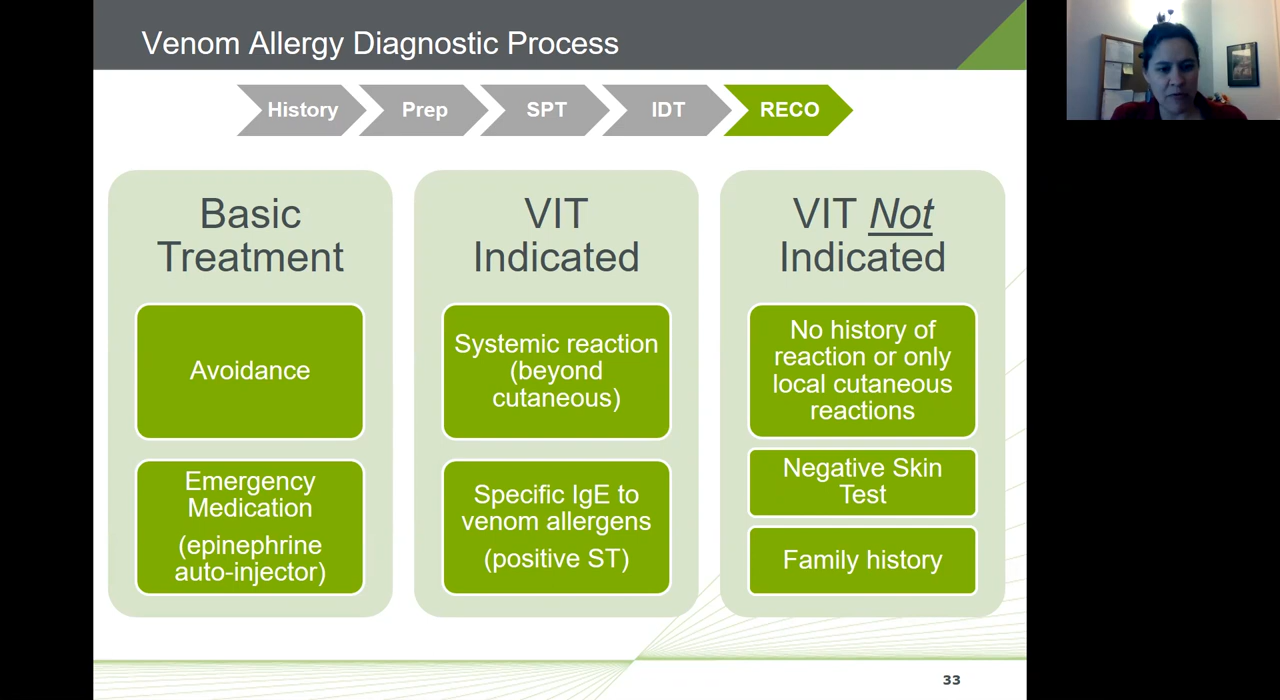 Venom Allergy Diagnostic Process
History
Prep
SPT
IDT
RECO
Basic
Treatment
Avoidance
Emergency
Medication
(epinephrine
auto-injector)
VIT
Indicated
Systemic reaction
(beyond
cutaneous)
Specific IgE to
venom allergens
(positive ST)
VIT Not
Indicated
No history of
reaction or only
local cutaneous
reactions
Negative Skin
Test
Family history
33